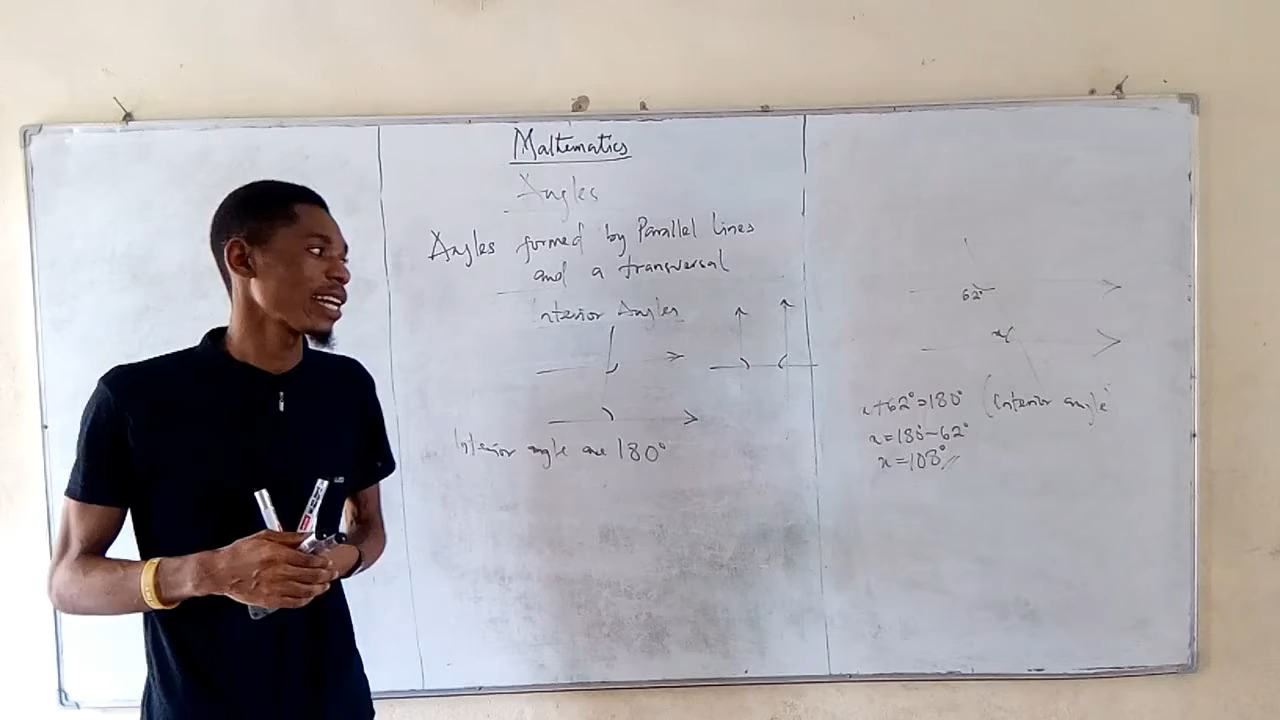 Mathematics
Angles
Angles formed by Parallel Lines
and a transversal
Interior Angles
Interior angle are 180°
62°
x
x+62°=180° (Interior angle
x=180°-62°
x=108°